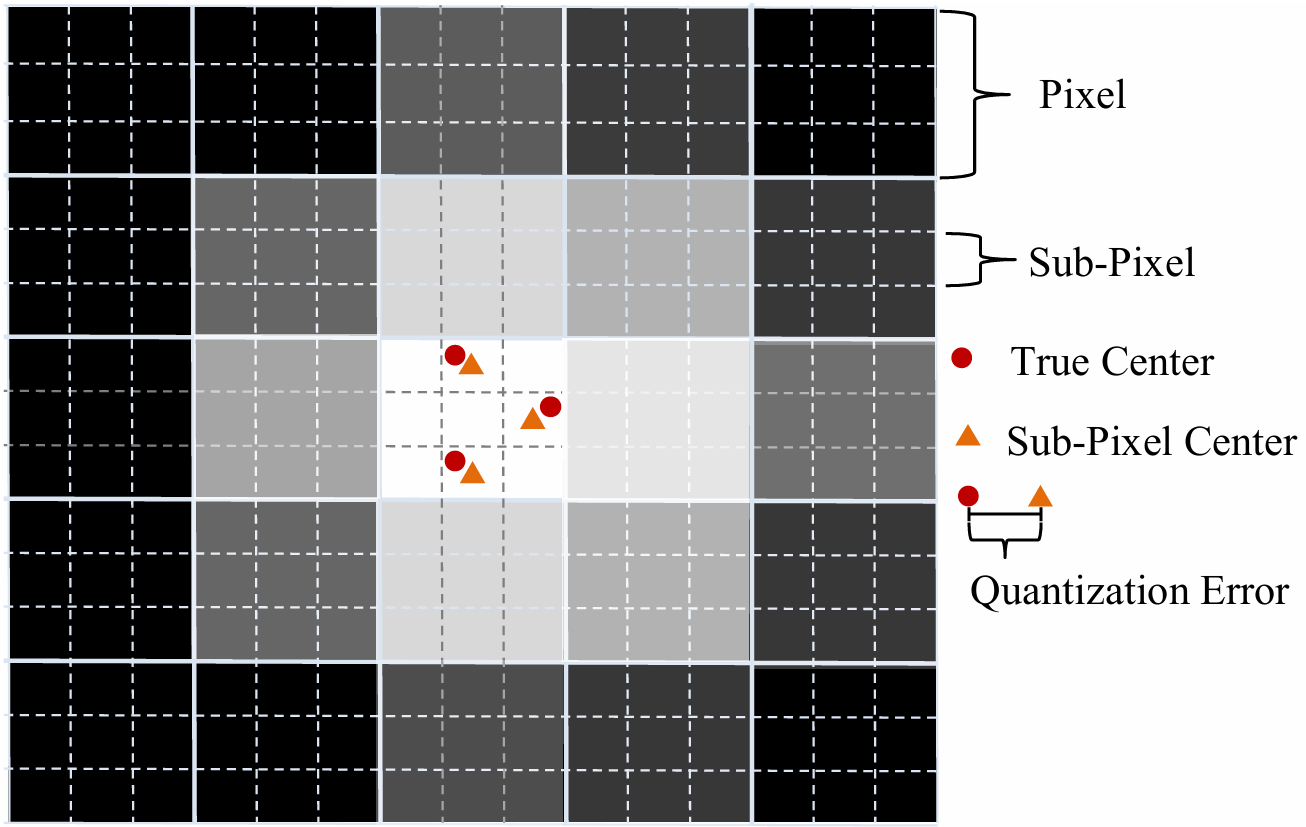 Pixel
Sub-Pixel
True Center
Sub-Pixel Center
Quantization Error